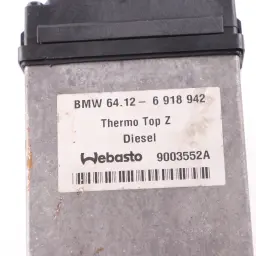 BMW 64.12- 6 918 942
Thermo Top Z
Diesel
Webasto 9003552A